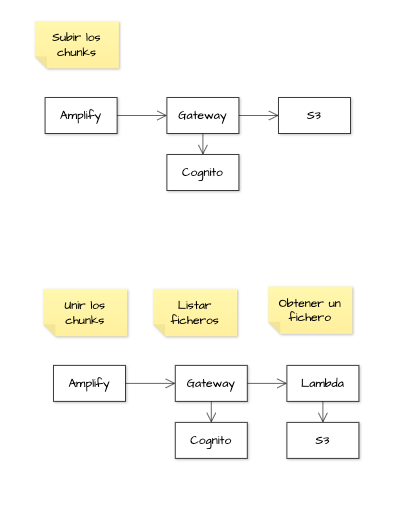 Subir los
chunks
Amplify
Gateway
S3
Cognito
Unir los
chunks
Listar
ficheros
Obtener un
fichero
Amplify
Gateway
Lambda
Cognito
S3